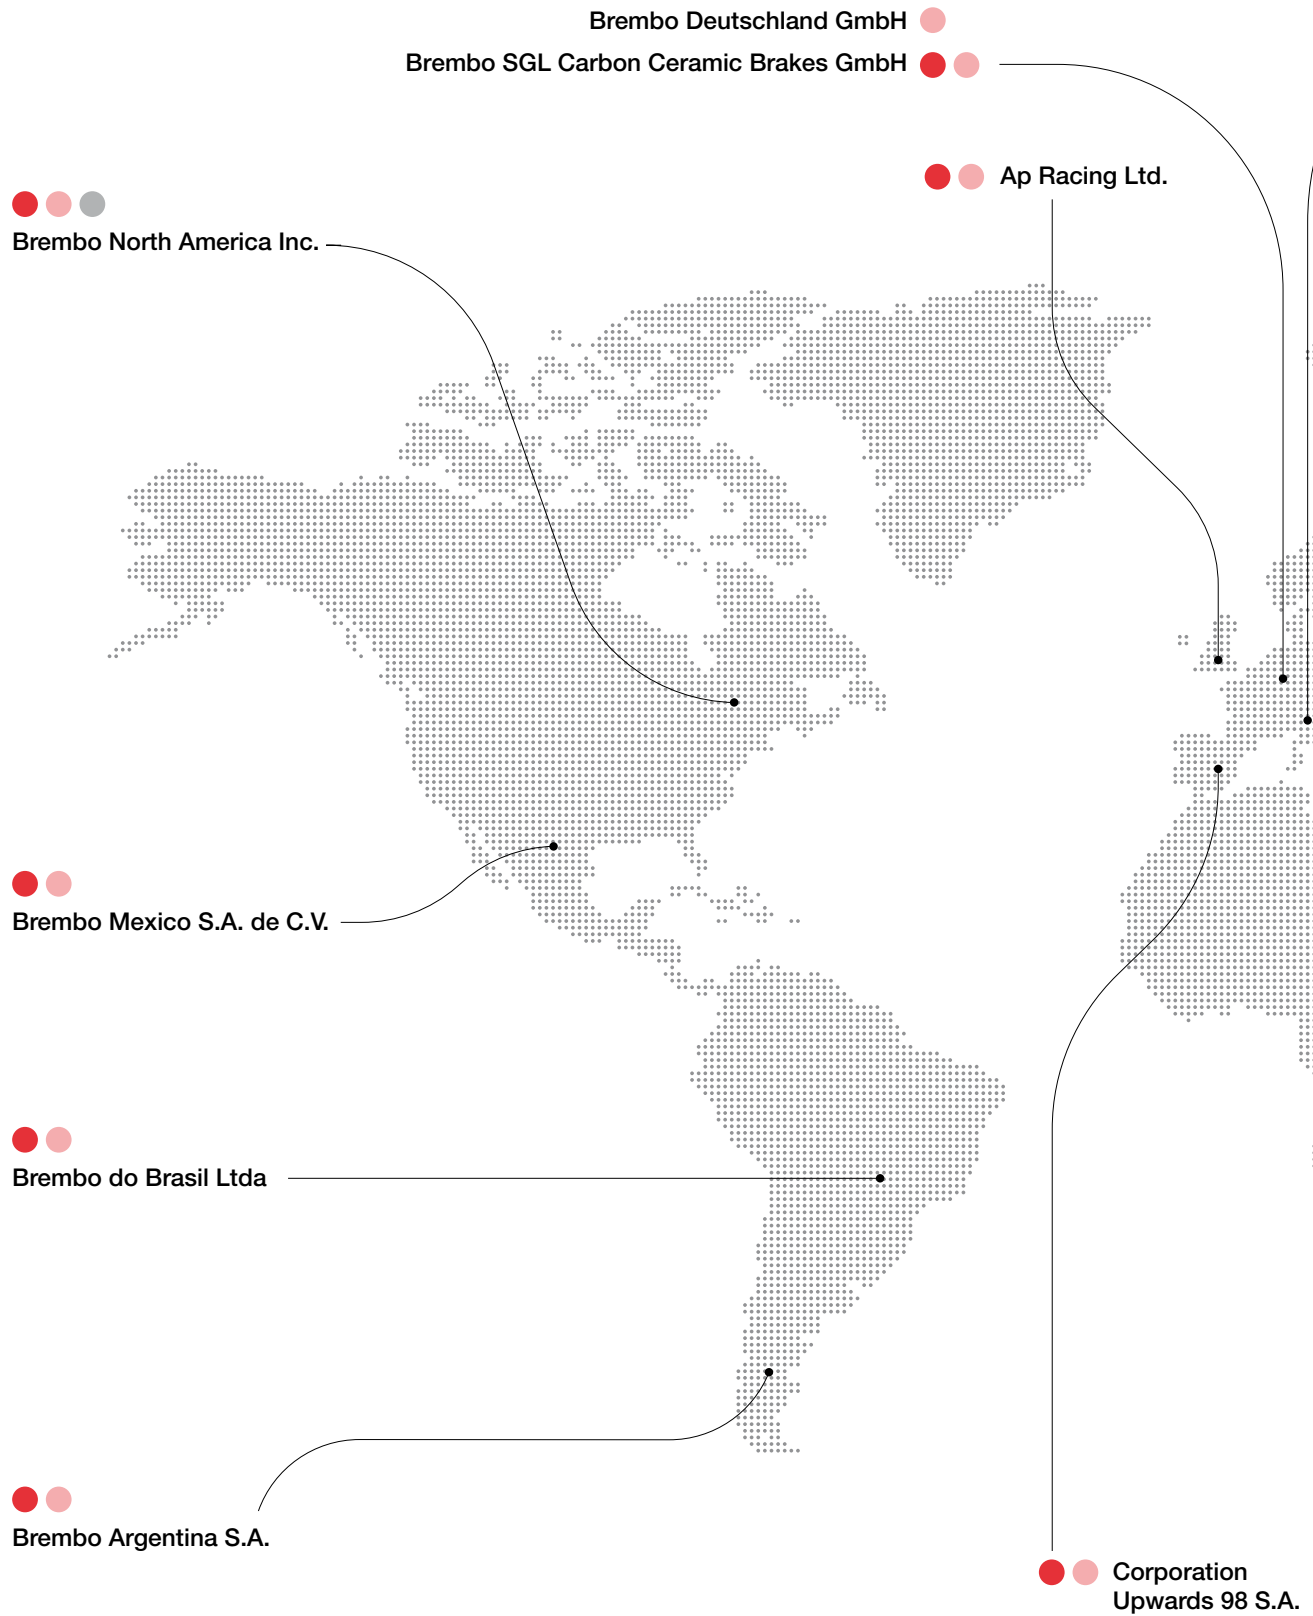 Brembo Deutschland GmbH
Brembo SGL Carbon Ceramic Brakes GmbH
Ap Racing Ltd.
Brembo North America Inc.
Brembo Mexico S.A. de C.V.
Brembo do Brasil Ltda
Brembo Argentina S.A.
Corporation
Upwards 98 S.A.